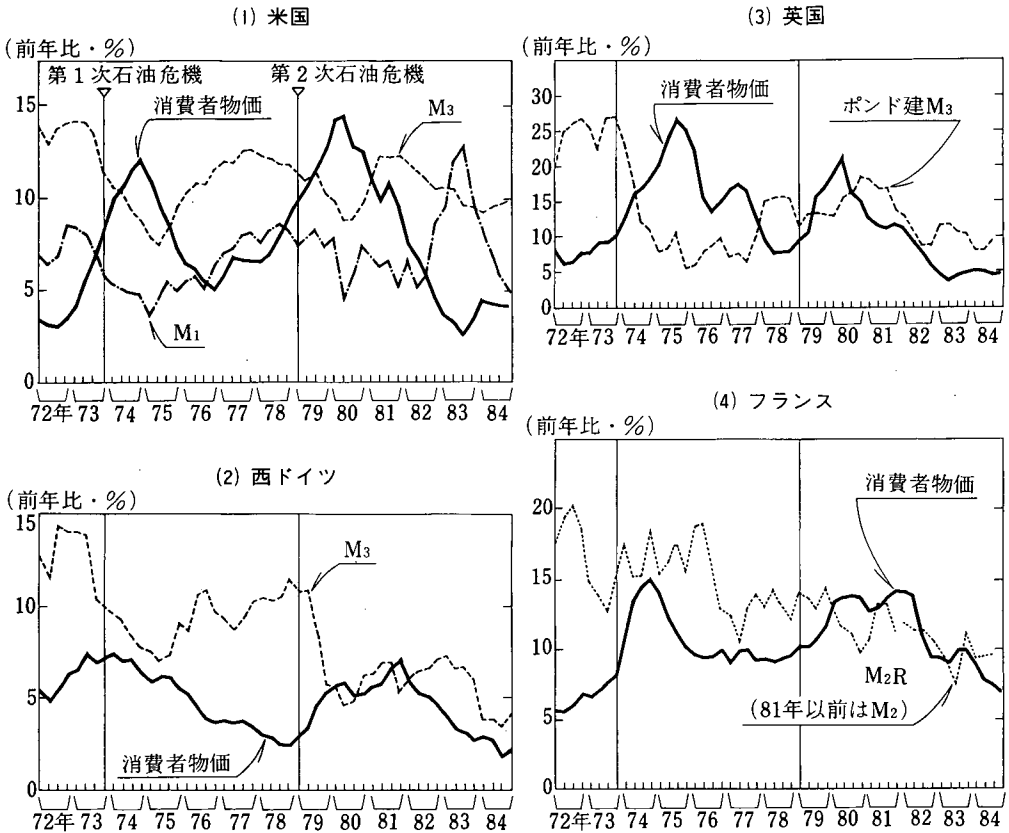 (1) 米国
(前年比・%)
第1次石油危機
第2次石油危機
消費者物価
M3
M1
15
10
5
0
72年 73 74 75 76 77 78 79 80 81 82 83 84
(2) 西ドイツ
(前年比・%)
M3
消費者物価
15
10
5
0
72年 73 74 75 76 77 78 79 80 81 82 83 84
(3) 英国
(前年比・%)
消費者物価
ポンド建M3
35
30
25
20
15
10
5
0
72年 73 74 75 76 77 78 79 80 81 82 83 84
(4) フランス
(前年比・%)
消費者物価
M2R
(81年以前はM2)
20
15
10
5
0
72年 73 74 75 76 77 78 79 80 81 82 83 84